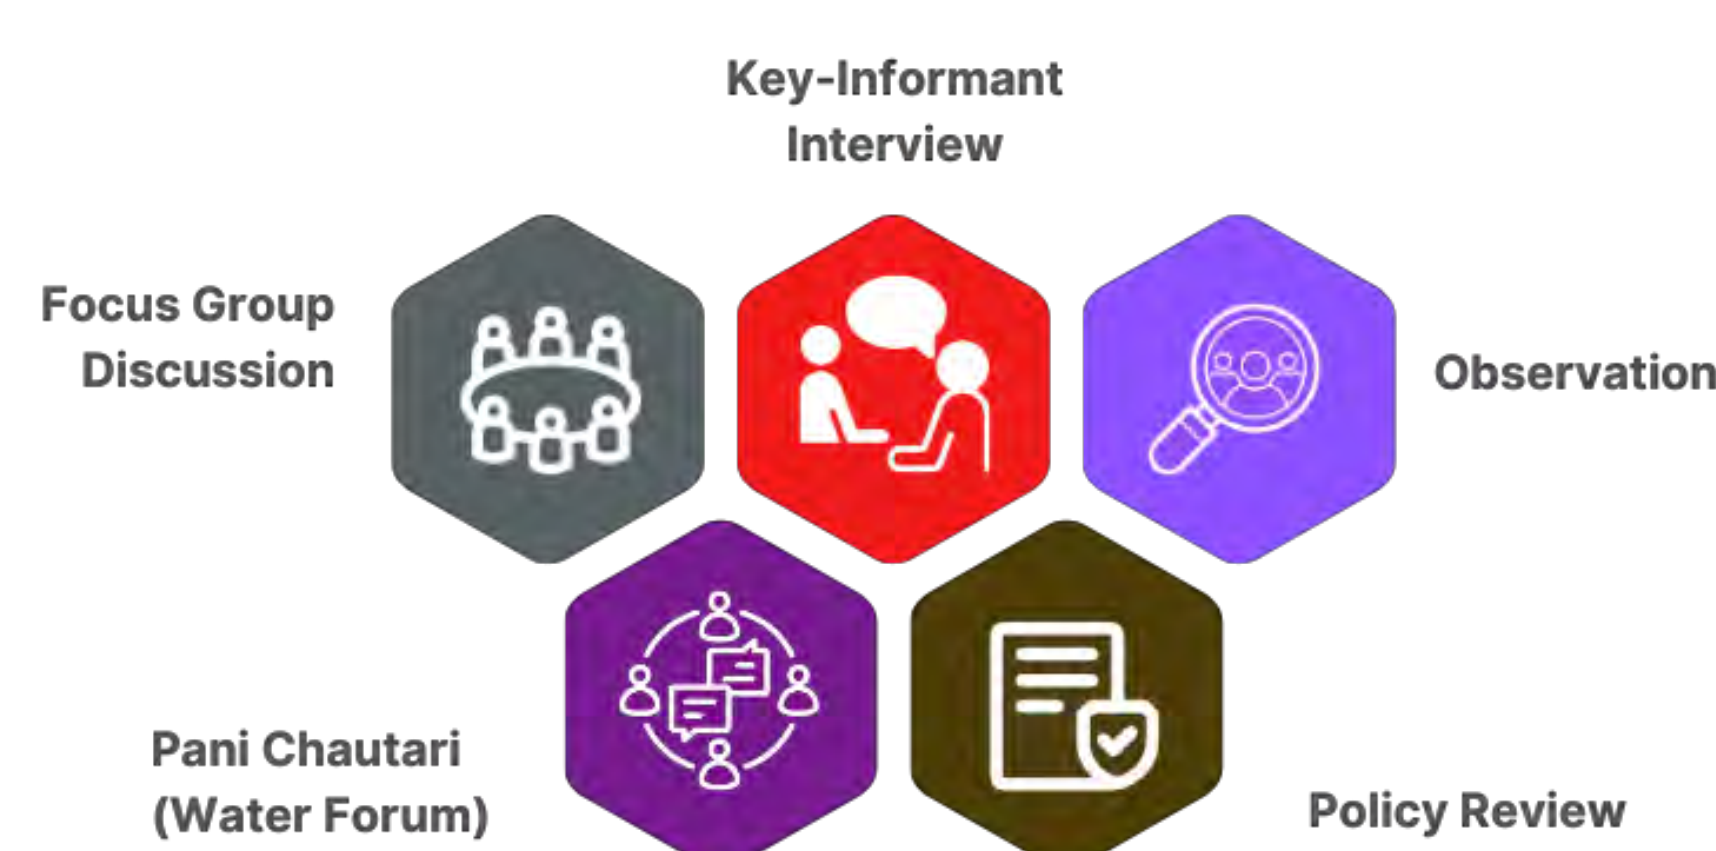 Key-Informant
Interview
Focus Group
Discussion
Observation
Pani Chautari
(Water Forum)
Policy Review